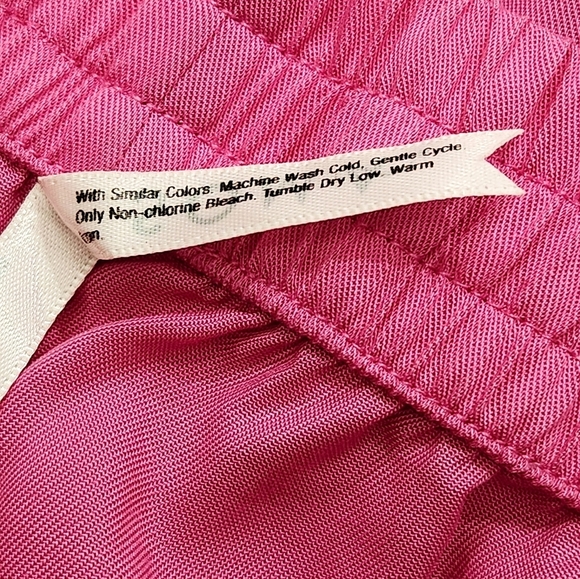 With Similar Colors. Machine Wash Cold, Gentle Cycle.
Only Non-chlorine Bleach. Tumble Dry Low. Warm
Iron.